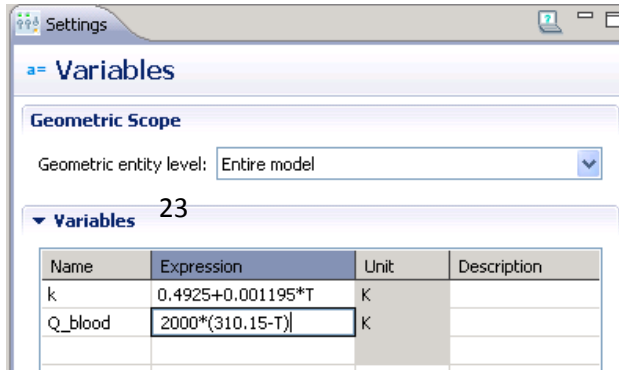 Settings
a= Variables
Geometric Scope
Geometric entity level: Entire model
23
Variables
Name Expression Unit Description
k 0.4925+0.001195*T K
Q_blood 2000*(310.15-T) K